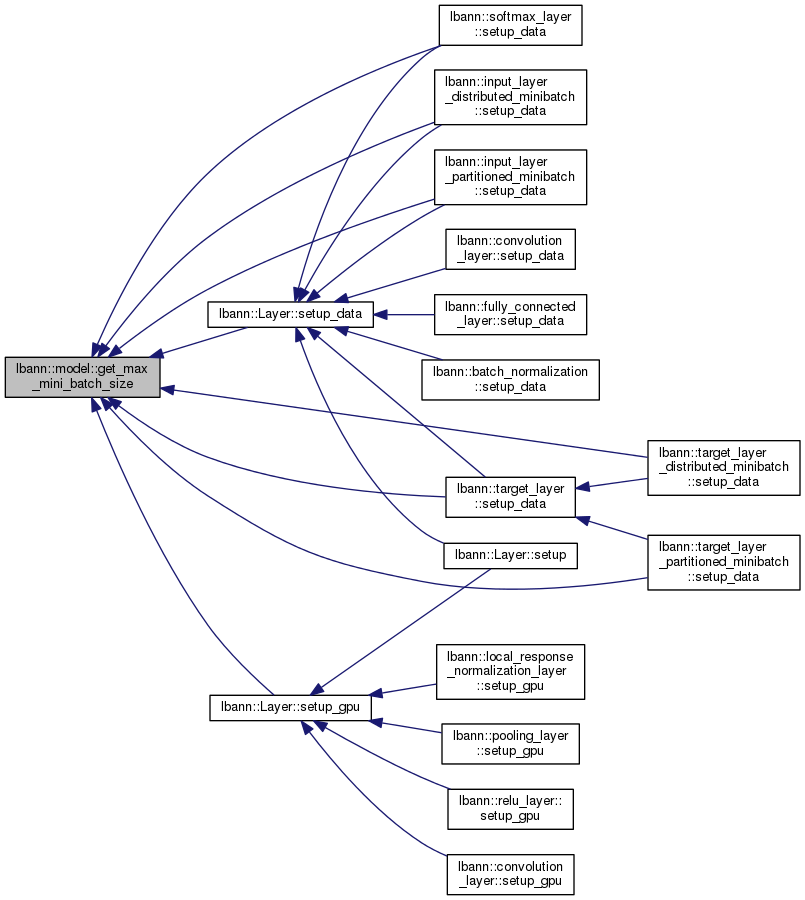 lbann::softmax_layer
::setup_data
lbann::input_layer
_distributed_minibatch
::setup_data
lbann::input_layer
_partitioned_minibatch
::setup_data
lbann::convolution
_layer::setup_data
lbann::Layer::setup_data
lbann::fully_connected
_layer::setup_data
lbann::model::get_max
_mini_batch_size
lbann::batch_normalization
::setup_data
lbann::target_layer
_distributed_minibatch
::setup_data
lbann::target_layer
::setup_data
lbann::Layer::setup
lbann::target_layer
_partitioned_minibatch
::setup_data
lbann::local_response
_normalization_layer
::setup_gpu
lbann::Layer::setup_gpu
lbann::pooling_layer
::setup_gpu
lbann::relu_layer::
setup_gpu
lbann::convolution
_layer::setup_gpu